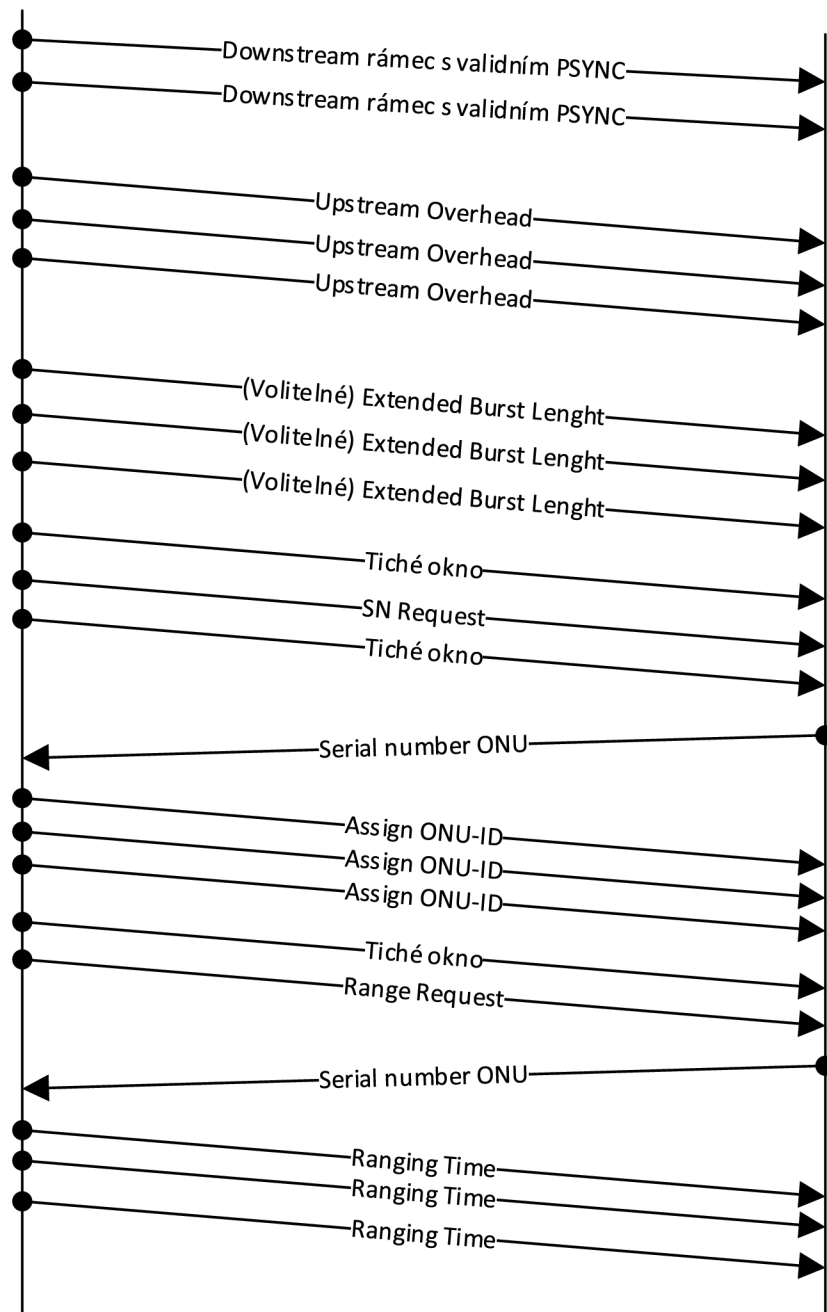 Downstream rámec s validním PSYNC
Downstream rámec s validním PSYNC
Upstream Overhead
Upstream Overhead
Upstream Overhead
(Volitelné) Extended Burst Lenght
(Volitelné) Extended Burst Lenght
(Volitelné) Extended Burst Lenght
Tiché okno
SN Request
Tiché okno
Serial number ONU
Assign ONU-ID
Assign ONU-ID
Assign ONU-ID
Tiché okno
Range Request
Serial number ONU
Ranging Time
Ranging Time
Ranging Time